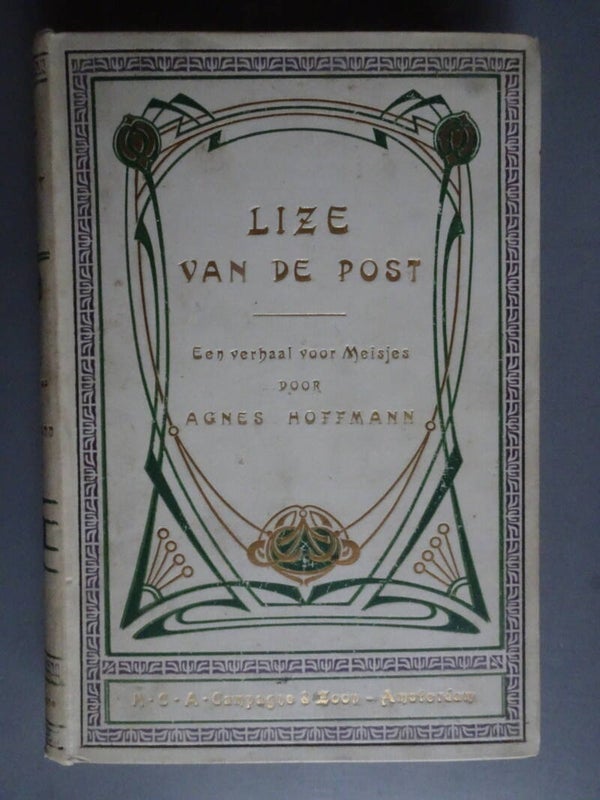 LIZE
VAN DE POST
Een verhaal voor Meisjes
DOOR
AGNES HOFFMANN
H·C·A·Campagne & Zoon – Amsterdam